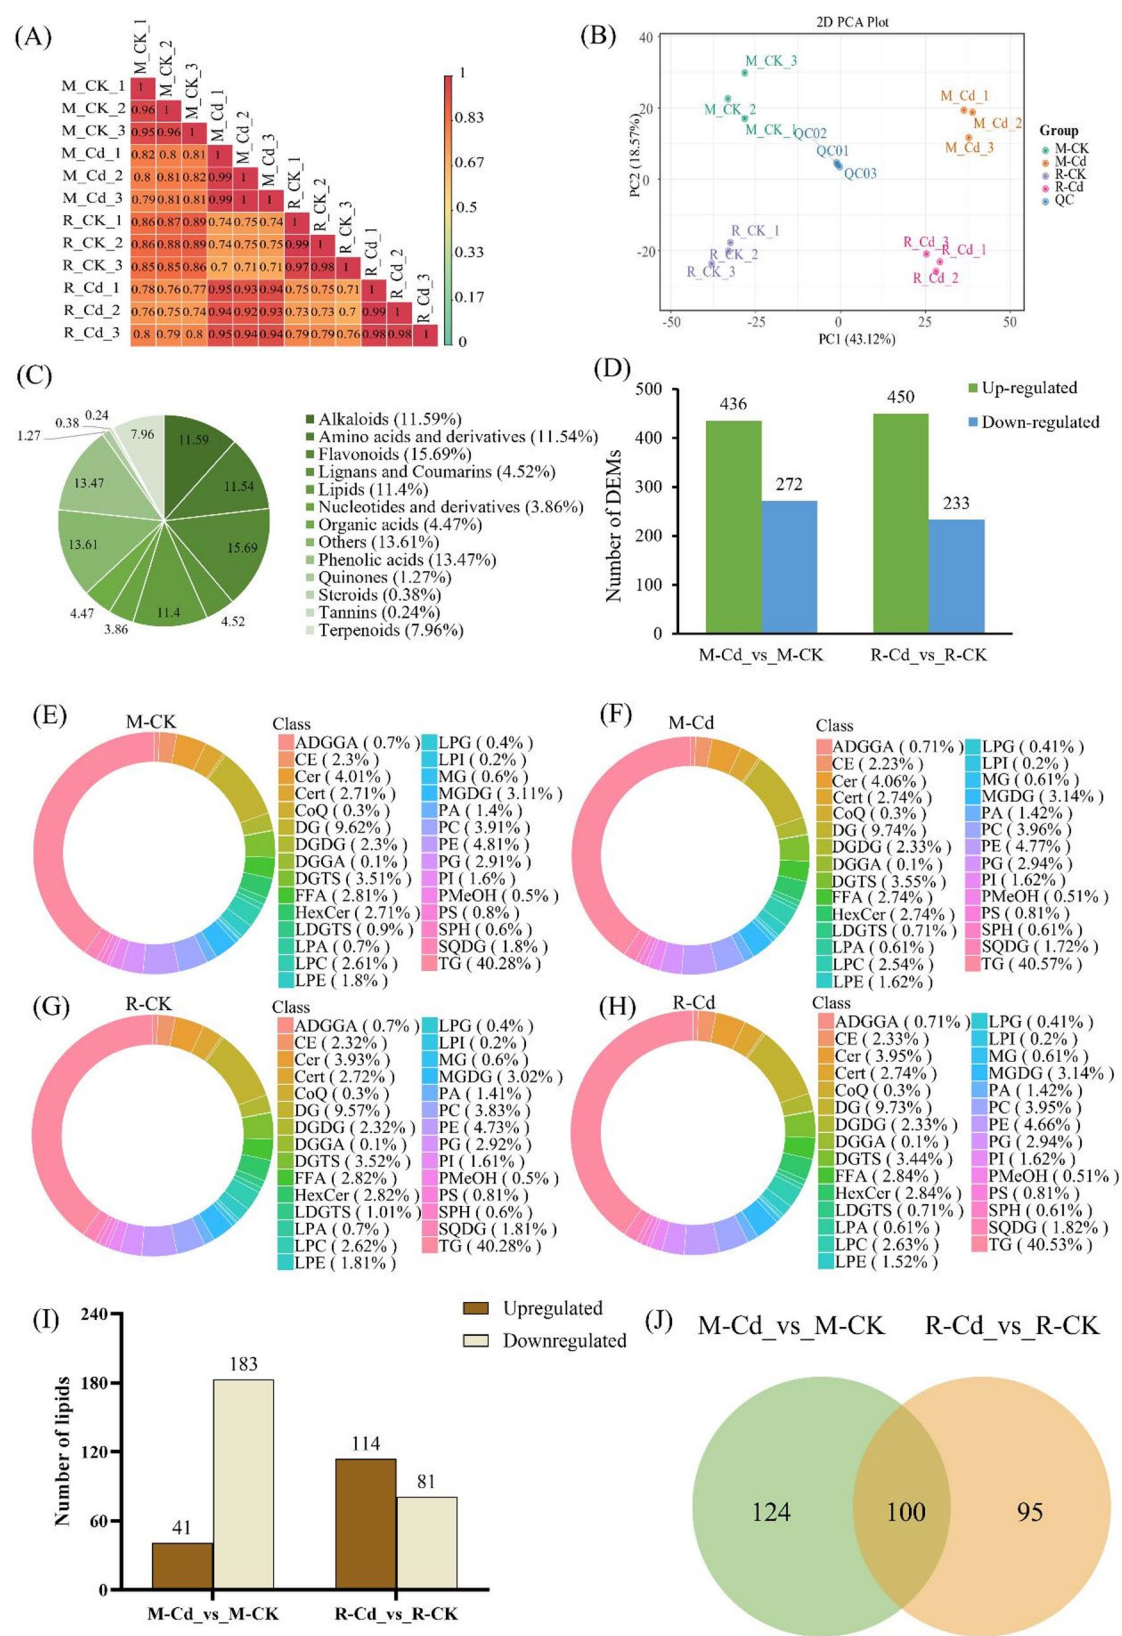 (A)
M_CK_1
M_CK_2
M_CK_3
M_Cd_1
M_Cd_2
M_Cd_3
R_CK_1
R_CK_2
R_CK_3
R_Cd_1
R_Cd_2
R_Cd_3
M_CK_1 1
M_CK_2 0.96 1
M_CK_3 0.95 0.96 1
M_Cd_1 0.82 0.8 0.81 1
M_Cd_2 0.8 0.81 0.82 0.99 1
M_Cd_3 0.79 0.81 0.81 0.99 1 1
R_CK_1 0.86 0.87 0.89 0.74 0.75 0.74 1
R_CK_2 0.86 0.88 0.89 0.74 0.75 0.75 0.99 1
R_CK_3 0.85 0.85 0.86 0.7 0.71 0.71 0.97 0.98 1
R_Cd_1 0.78 0.76 0.77 0.95 0.93 0.94 0.75 0.75 0.71 1
R_Cd_2 0.76 0.75 0.74 0.94 0.92 0.93 0.73 0.73 0.7 0.99 1
R_Cd_3 0.8 0.79 0.8 0.95 0.94 0.94 0.79 0.79 0.76 0.98 0.98 1
1
0.83
0.67
0.5
0.33
0.17
0
(B)
2D PCA Plot
PC2 (18.57%)
40
20
0
-20
M_CK_3
M_CK_2
M_CK_1
QC02
QC01
QC03
M_Cd_1
M_Cd_2
M_Cd_3
R_CK_1
R_CK_2
R_CK_3
R_Cd_3
R_Cd_1
R_Cd_2
-50 -25 0 25 50
PC1 (43.12%)
Group
M-CK
M-Cd
R-CK
R-Cd
QC
(C)
11.59
11.54
15.69
4.52
11.4
3.86
4.47
13.61
13.47
1.27
0.38
0.24
7.96
Alkaloids (11.59%)
Amino acids and derivatives (11.54%)
Flavonoids (15.69%)
Lignans and Coumarins (4.52%)
Lipids (11.4%)
Nucleotides and derivatives (3.86%)
Organic acids (4.47%)
Others (13.61%)
Phenolic acids (13.47%)
Quinones (1.27%)
Steroids (0.38%)
Tannins (0.24%)
Terpenoids (7.96%)
(D)
Number of DEMs
500
400
300
200
100
0
436
272
450
233
Up-regulated
Down-regulated
M-Cd_vs_M-CK R-Cd_vs_R-CK
(E)
M-CK
Class
ADGGA ( 0.7% )
CE ( 2.3% )
Cer ( 4.01% )
Cert ( 2.71% )
CoQ ( 0.3% )
DG ( 9.62% )
DGDG ( 2.3% )
DGGA ( 0.1% )
DGTS ( 3.51% )
FFA ( 2.81% )
HexCer ( 2.71% )
LDGTS ( 0.9% )
LPA ( 0.7% )
LPC ( 2.61% )
LPE ( 1.8% )
LPG ( 0.4% )
LPI ( 0.2% )
MG ( 0.6% )
MGDG ( 3.11% )
PA ( 1.4% )
PC ( 3.91% )
PE ( 4.81% )
PG ( 2.91% )
PI ( 1.6% )
PMeOH ( 0.5% )
PS ( 0.8% )
SPH ( 0.6% )
SQDG ( 1.8% )
TG ( 40.28% )
(F)
M-Cd
Class
ADGGA ( 0.71% )
CE ( 2.23% )
Cer ( 4.06% )
Cert ( 2.74% )
CoQ ( 0.3% )
DG ( 9.74% )
DGDG ( 2.33% )
DGGA ( 0.1% )
DGTS ( 3.55% )
FFA ( 2.74% )
HexCer ( 2.74% )
LDGTS ( 0.71% )
LPA ( 0.61% )
LPC ( 2.54% )
LPE ( 1.62% )
LPG ( 0.41% )
LPI ( 0.2% )
MG ( 0.61% )
MGDG ( 3.14% )
PA ( 1.42% )
PC ( 3.96% )
PE ( 4.77% )
PG ( 2.94% )
PI ( 1.62% )
PMeOH ( 0.51% )
PS ( 0.81% )
SPH ( 0.61% )
SQDG ( 1.72% )
TG ( 40.57% )
(G)
R-CK
Class
ADGGA ( 0.7% )
CE ( 2.32% )
Cer ( 3.93% )
Cert ( 2.72% )
CoQ ( 0.3% )
DG ( 9.57% )
DGDG ( 2.32% )
DGGA ( 0.1% )
DGTS ( 3.52% )
FFA ( 2.82% )
HexCer ( 2.82% )
LDGTS ( 1.01% )
LPA ( 0.7% )
LPC ( 2.62% )
LPE ( 1.81% )
LPG ( 0.4% )
LPI ( 0.2% )
MG ( 0.6% )
MGDG ( 3.02% )
PA ( 1.41% )
PC ( 3.83% )
PE ( 4.73% )
PG ( 2.92% )
PI ( 1.61% )
PMeOH ( 0.5% )
PS ( 0.81% )
SPH ( 0.6% )
SQDG ( 1.81% )
TG ( 40.28% )
(H)
R-Cd
Class
ADGGA ( 0.71% )
CE ( 2.33% )
Cer ( 3.95% )
Cert ( 2.74% )
CoQ ( 0.3% )
DG ( 9.73% )
DGDG ( 2.33% )
DGGA ( 0.1% )
DGTS ( 3.44% )
FFA ( 2.84% )
HexCer ( 2.84% )
LDGTS ( 0.71% )
LPA ( 0.61% )
LPC ( 2.63% )
LPE ( 1.52% )
LPG ( 0.41% )
LPI ( 0.2% )
MG ( 0.61% )
MGDG ( 3.14% )
PA ( 1.42% )
PC ( 3.95% )
PE ( 4.66% )
PG ( 2.94% )
PI ( 1.62% )
PMeOH ( 0.51% )
PS ( 0.81% )
SPH ( 0.61% )
SQDG ( 1.82% )
TG ( 40.53% )
(I)
Number of lipids
240
180
120
60
0
41
183
114
81
Upregulated
Downregulated
M-Cd_vs_M-CK R-Cd_vs_R-CK
(J)
M-Cd_vs_M-CK R-Cd_vs_R-CK
124 100 95